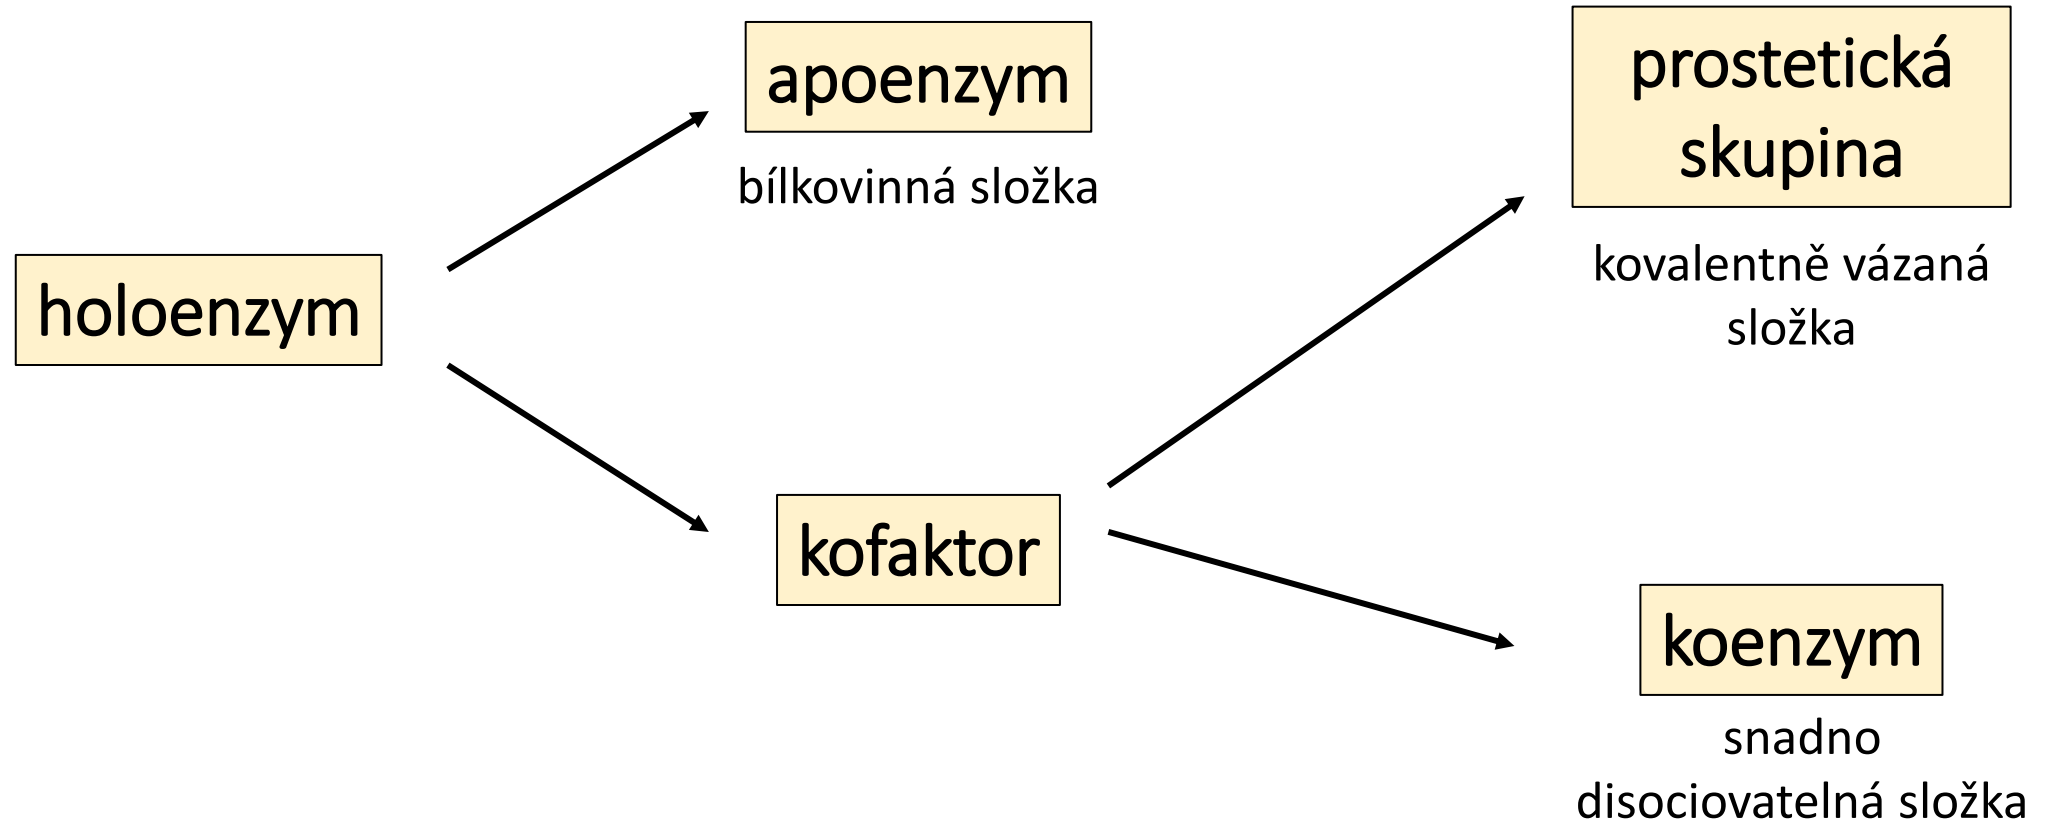 holoenzym
apoenzym
bílkovinná složka
kofaktor
prostetická
skupina
kovalentně vázaná
složka
koenzym
snadno
disociovatelná složka